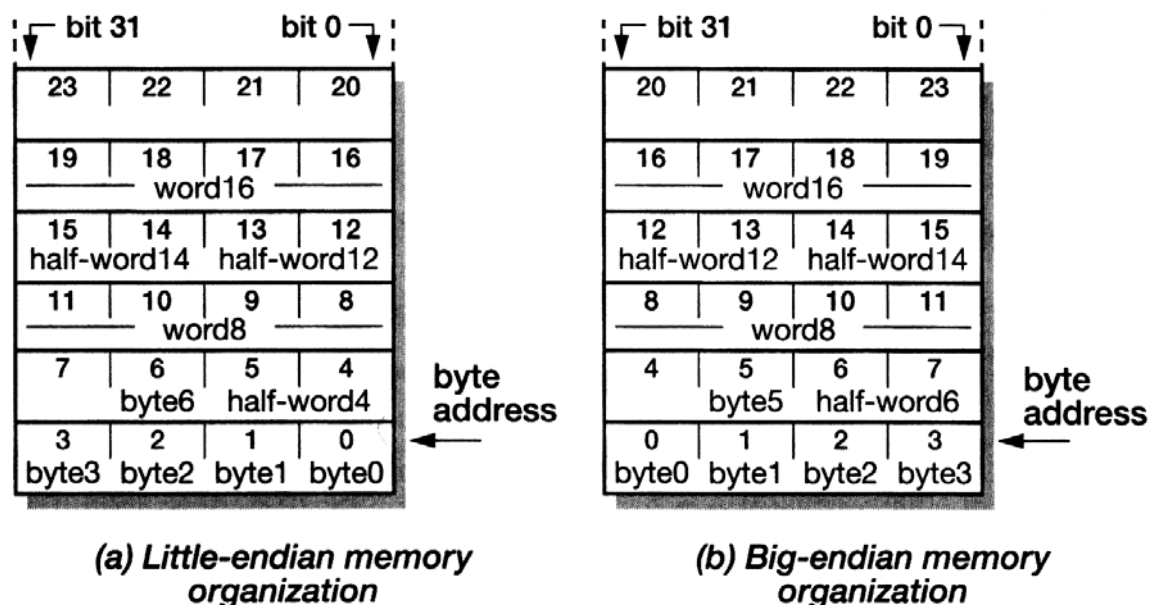 bit 31 bit 0
23 22 21 20
19 18 17 16
word16
15 14 13 12
half-word14 half-word12
11 10 9 8
word8
7 6 5 4
byte6 half-word4
3 2 1 0
byte3 byte2 byte1 byte0
byte
address
(a) Little-endian memory
organization
bit 31 bit 0
20 21 22 23
16 17 18 19
word16
12 13 14 15
half-word12 half-word14
8 9 10 11
word8
4 5 6 7
byte5 half-word6
0 1 2 3
byte0 byte1 byte2 byte3
byte
address
(b) Big-endian memory
organization